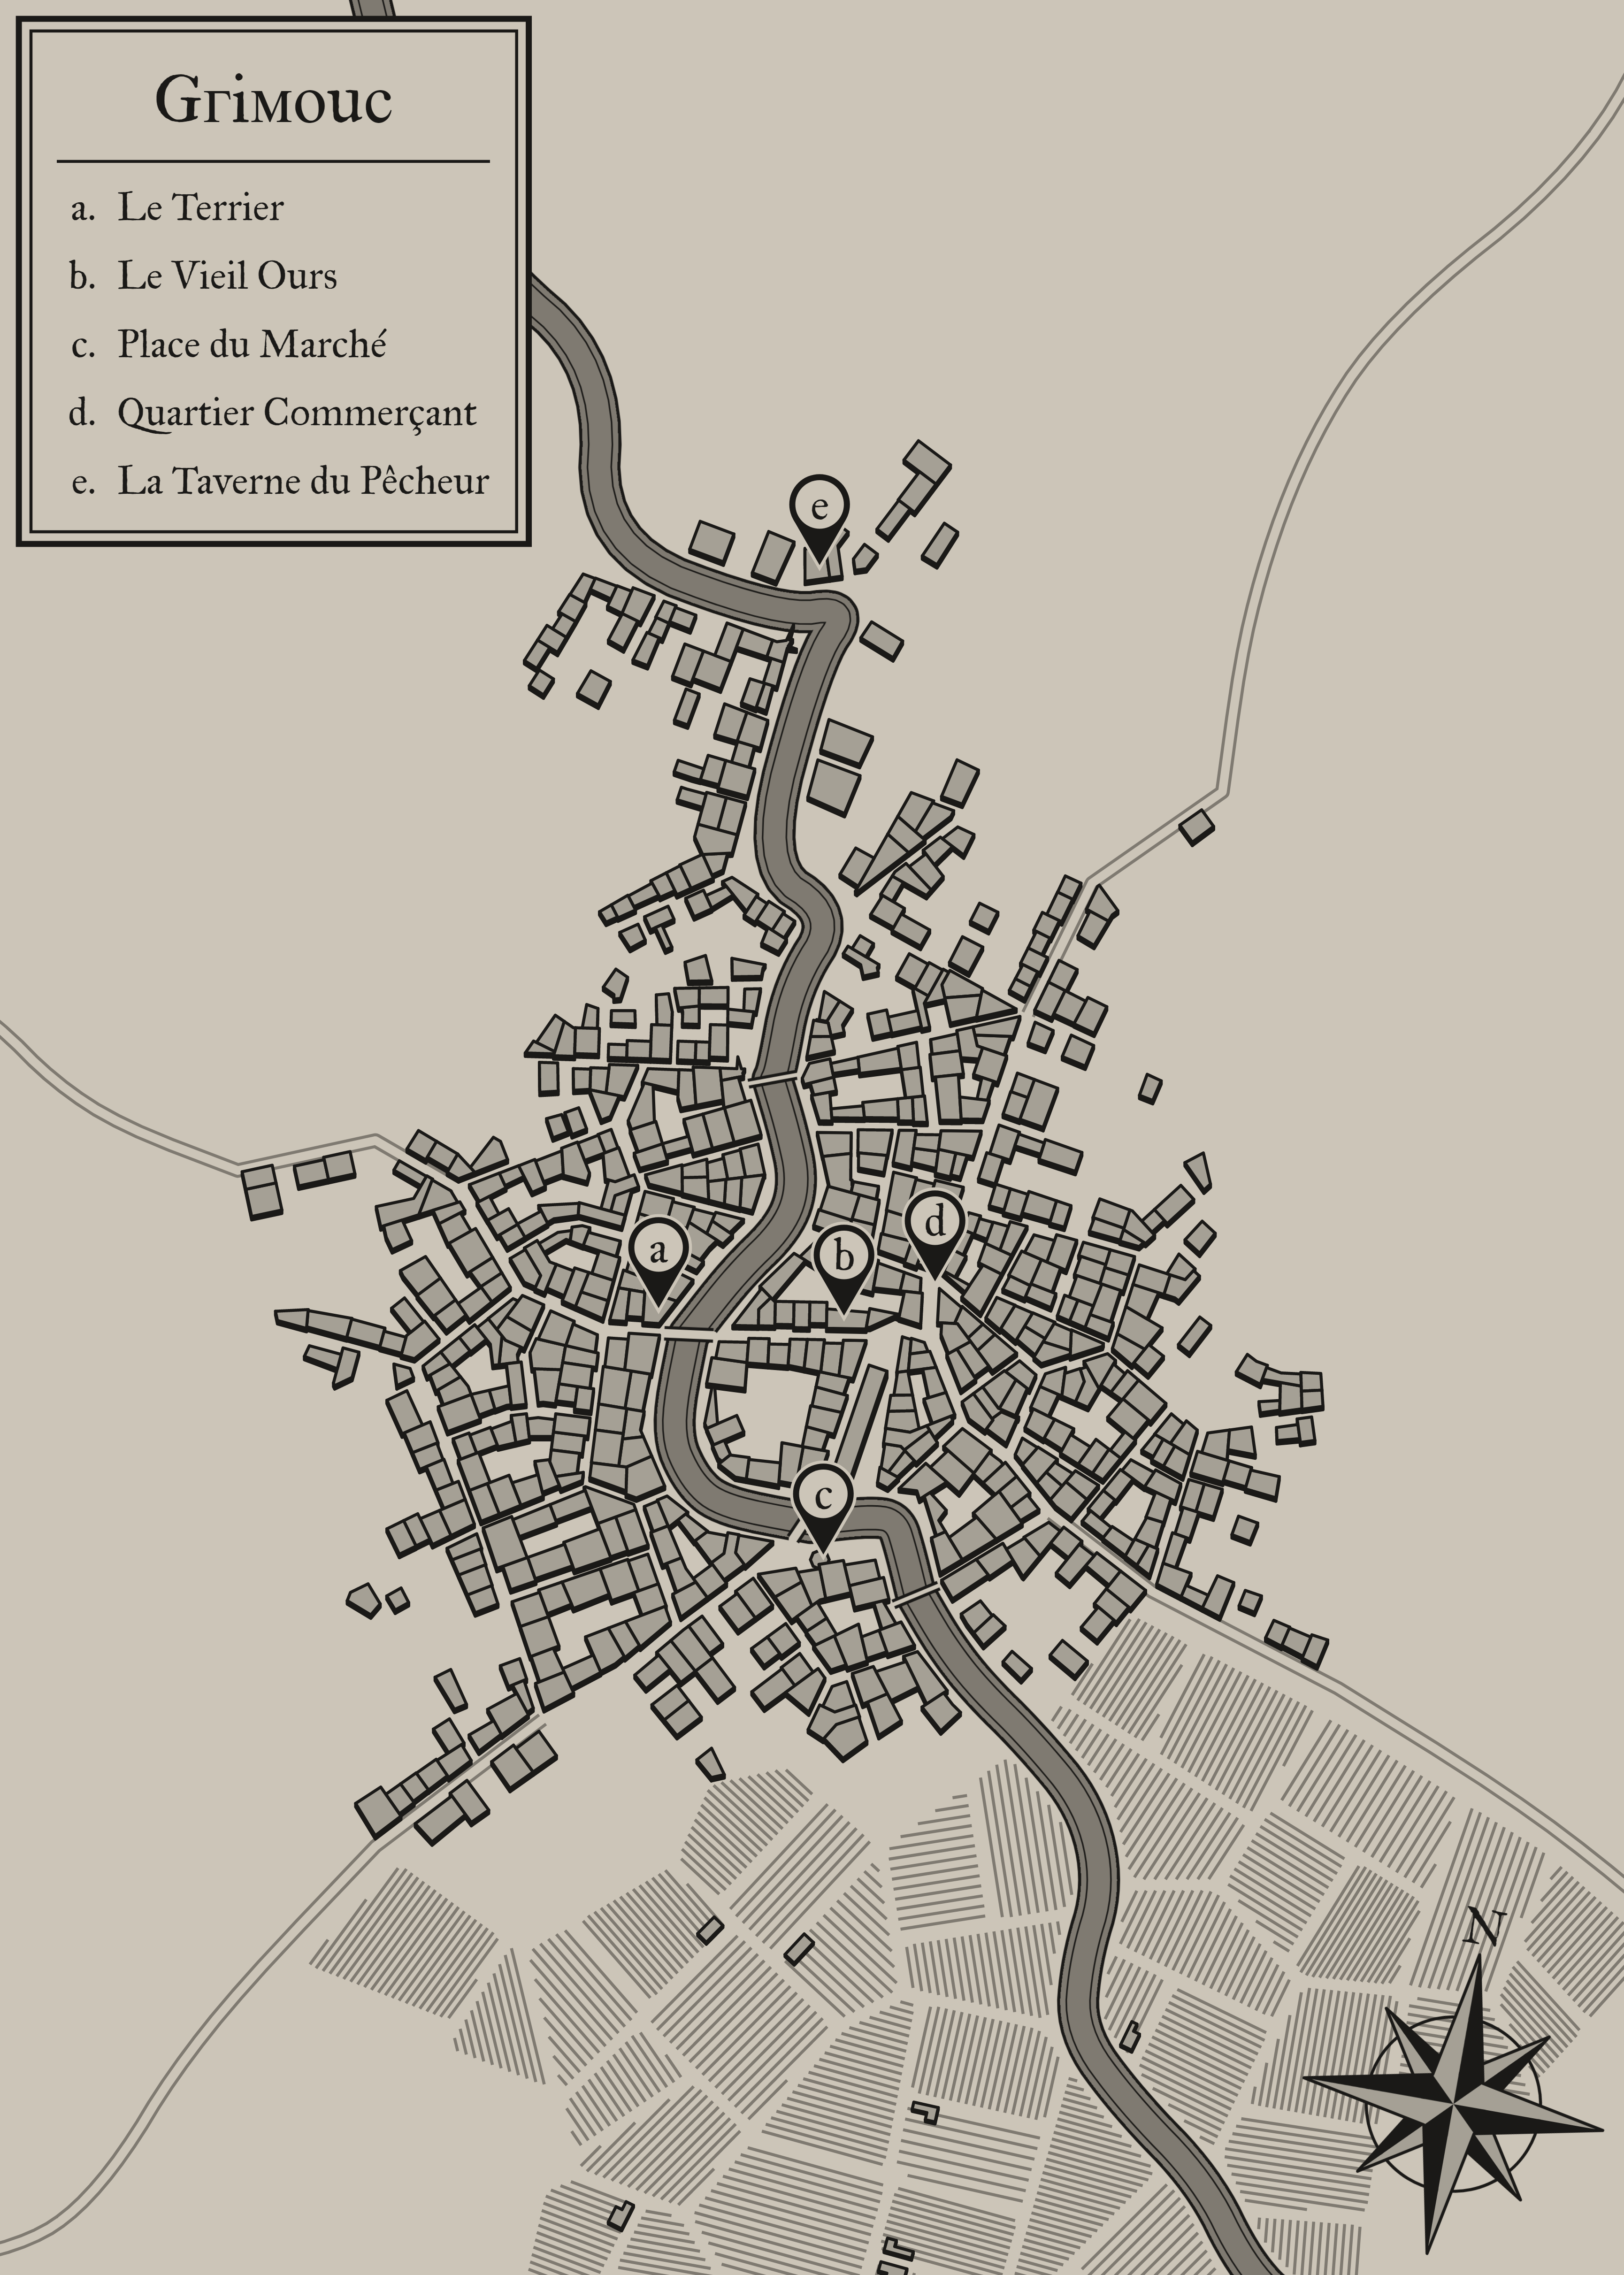 Grimouc
a. Le Terrier
b. Le Vieil Ours
c. Place du Marché
d. Quartier Commerçant
e. La Taverne du Pêcheur
e
d
a
b
c
N